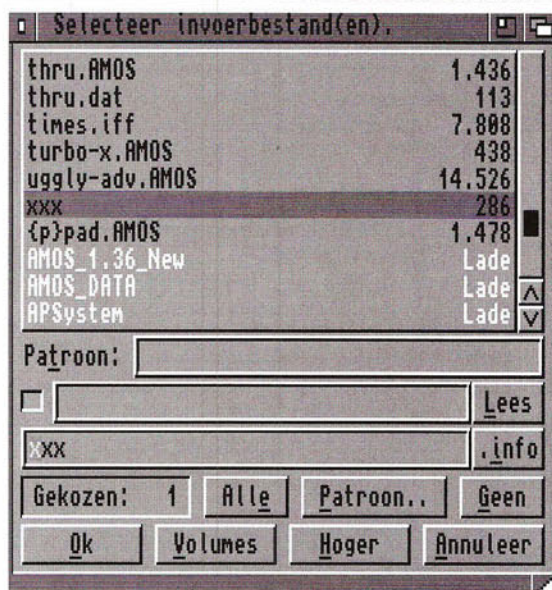 Selecteer invoerbestand(en).
thru.AMOS 1.436
thru.dat 113
times.iff 7.808
turbo-x.AMOS 438
uggly-adv.AMOS 14.526
xxx 286
{p}pad.AMOS 1.478
AMOS_1.36_New Lade
AMOS_DATA Lade
APSystem Lade
Patroon:
Lees
xxx .info
Gekozen: 1 Alle Patroon.. Geen
Ok Volumes Hoger Annuleer